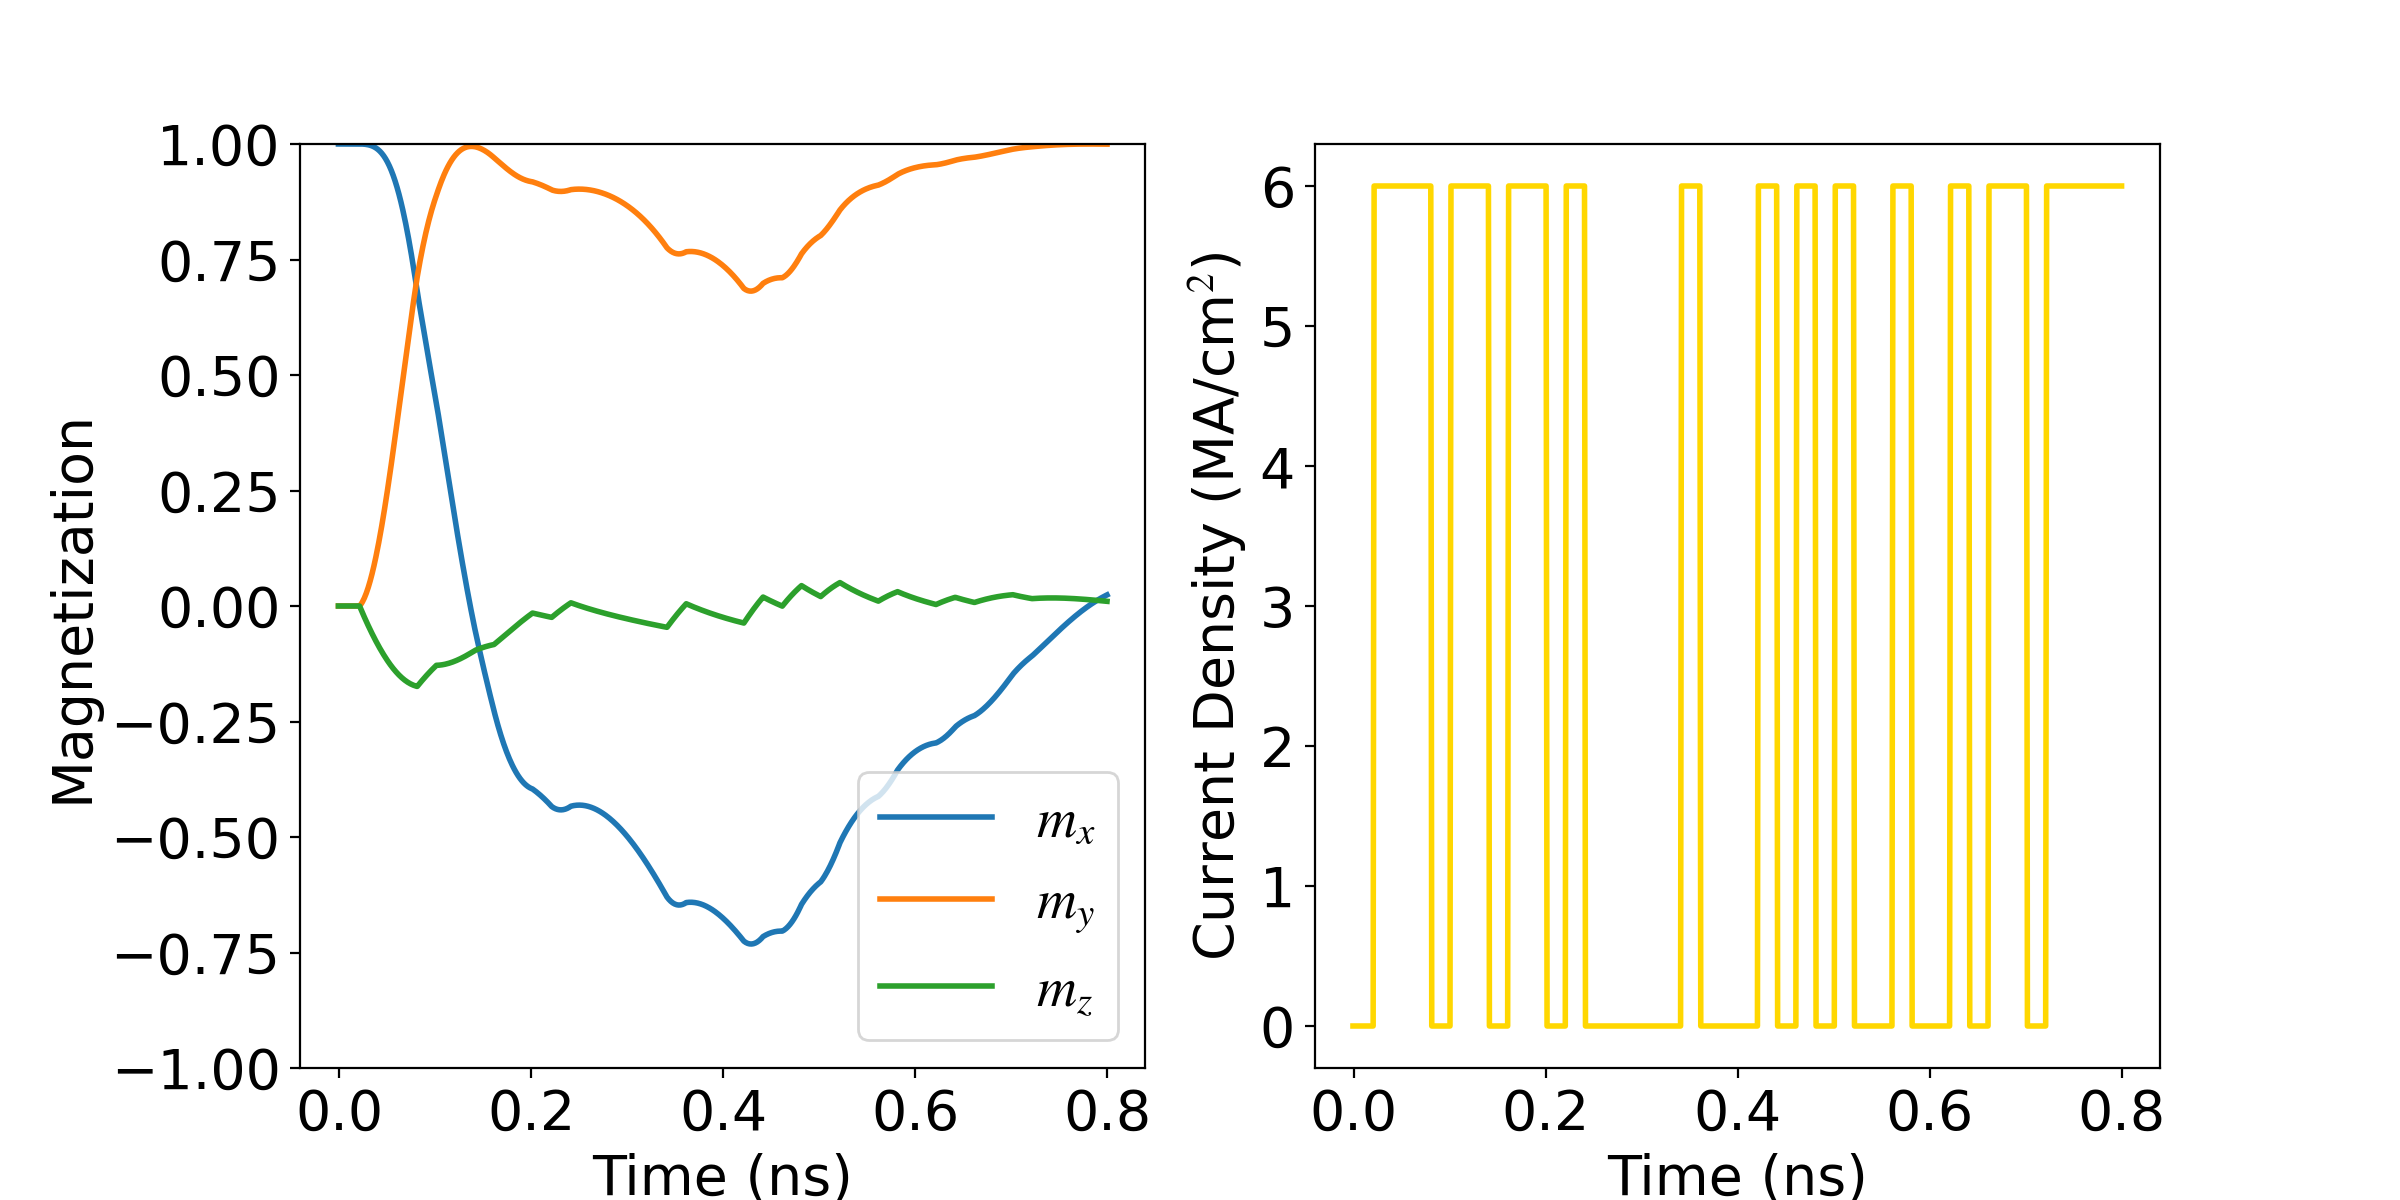 Magnetization
1.00
0.75
0.50
0.25
0.00
−0.25
−0.50
−0.75
−1.00
0.0 0.2 0.4 0.6 0.8
Time (ns)
m_x
m_y
m_z
Current Density (MA/cm²)
6
5
4
3
2
1
0
0.0 0.2 0.4 0.6 0.8
Time (ns)